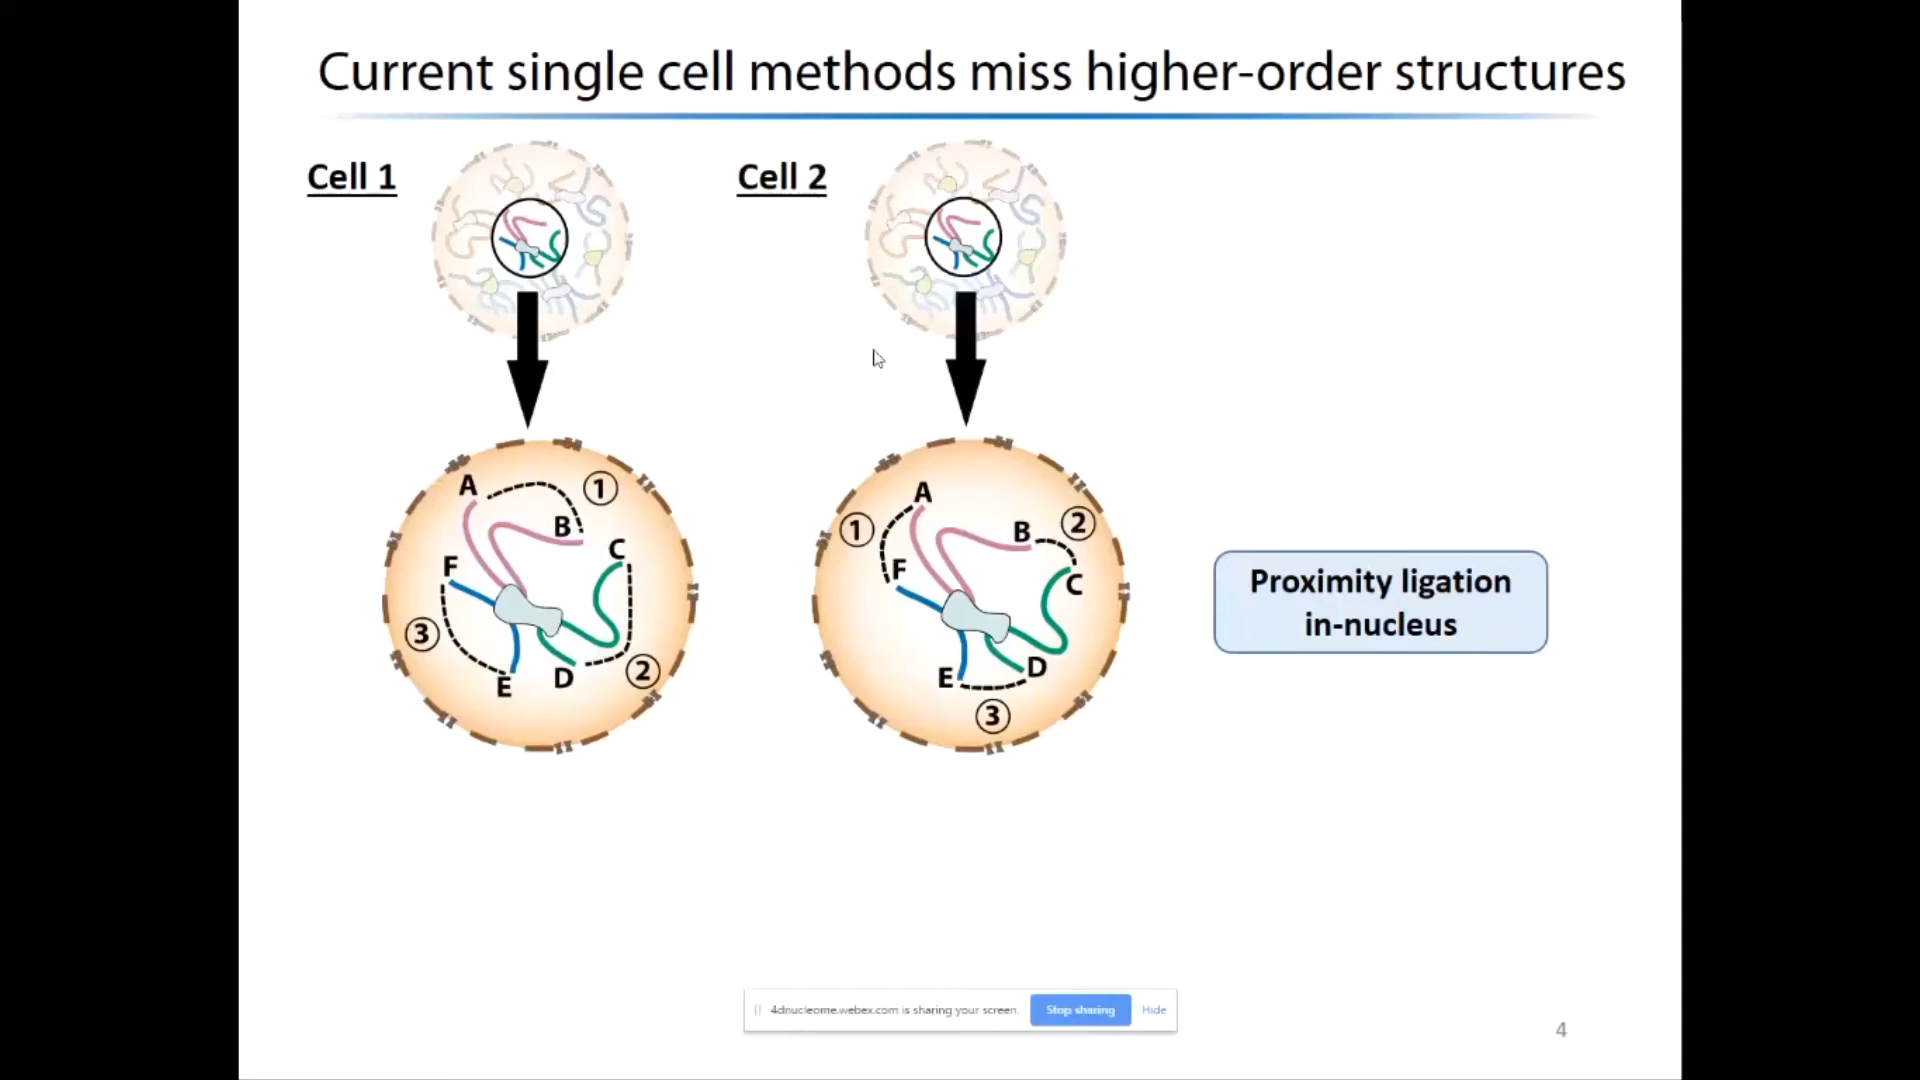 Current single cell methods miss higher-order structures
Cell 1
Cell 2
A
1
B
C
F
3
E
D
2
A
1
B
2
F
C
E
D
3
Proximity ligation
in-nucleus
4dnucleome.webex.com is sharing your screen.
Stop sharing
Hide
4